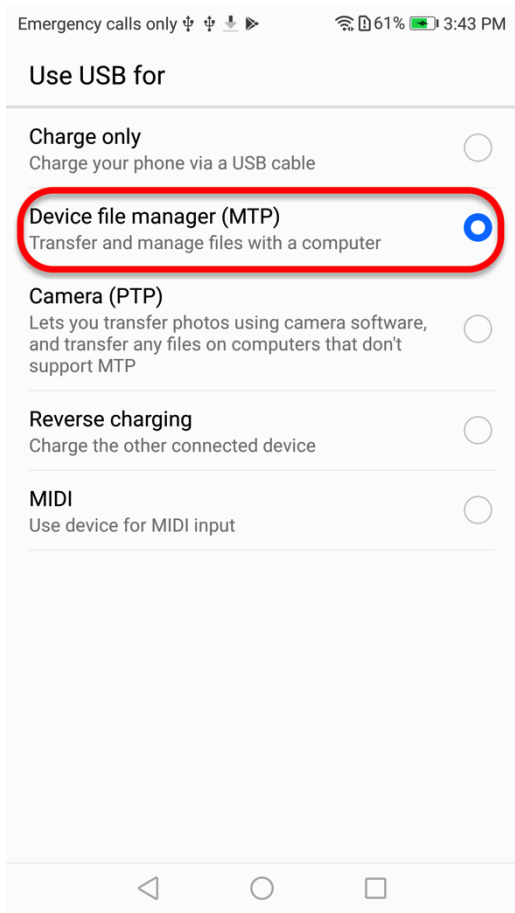 Emergency calls only 61% 3:43 PM
Use USB for
Charge only
Charge your phone via a USB cable
Device file manager (MTP)
Transfer and manage files with a computer
Camera (PTP)
Lets you transfer photos using camera software,
and transfer any files on computers that don't
support MTP
Reverse charging
Charge the other connected device
MIDI
Use device for MIDI input